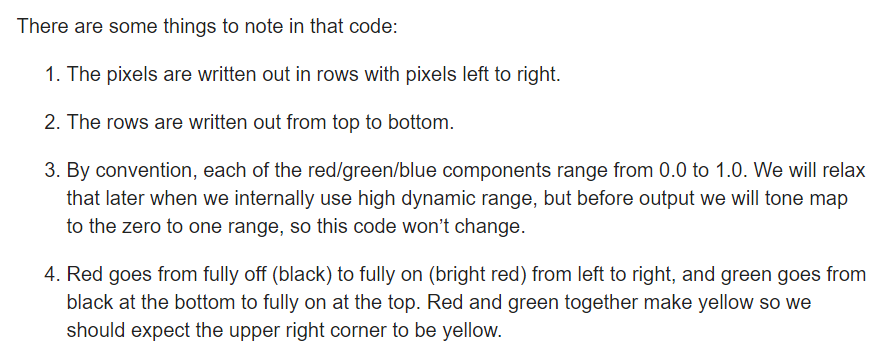 There are some things to note in that code:
1. The pixels are written out in rows with pixels left to right.
2. The rows are written out from top to bottom.
3. By convention, each of the red/green/blue components range from 0.0 to 1.0. We will relax
that later when we internally use high dynamic range, but before output we will tone map
to the zero to one range, so this code won’t change.
4. Red goes from fully off (black) to fully on (bright red) from left to right, and green goes from
black at the bottom to fully on at the top. Red and green together make yellow so we
should expect the upper right corner to be yellow.